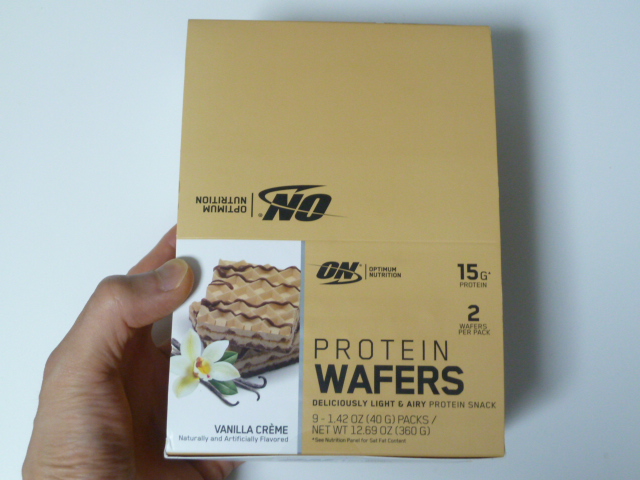 OPTIMUM
NUTRITION
ON®
ON®
OPTIMUM
NUTRITION
15G*
PROTEIN
2
WAFERS
PER PACK
PROTEIN
WAFERS
DELICIOUSLY LIGHT & AIRY PROTEIN SNACK
9 - 1.42 OZ (40 G) PACKS /
NET WT 12.69 OZ (360 G)
*See Nutrition Panel for Sat Fat Content
VANILLA CRÈME
Naturally and Artificially Flavored